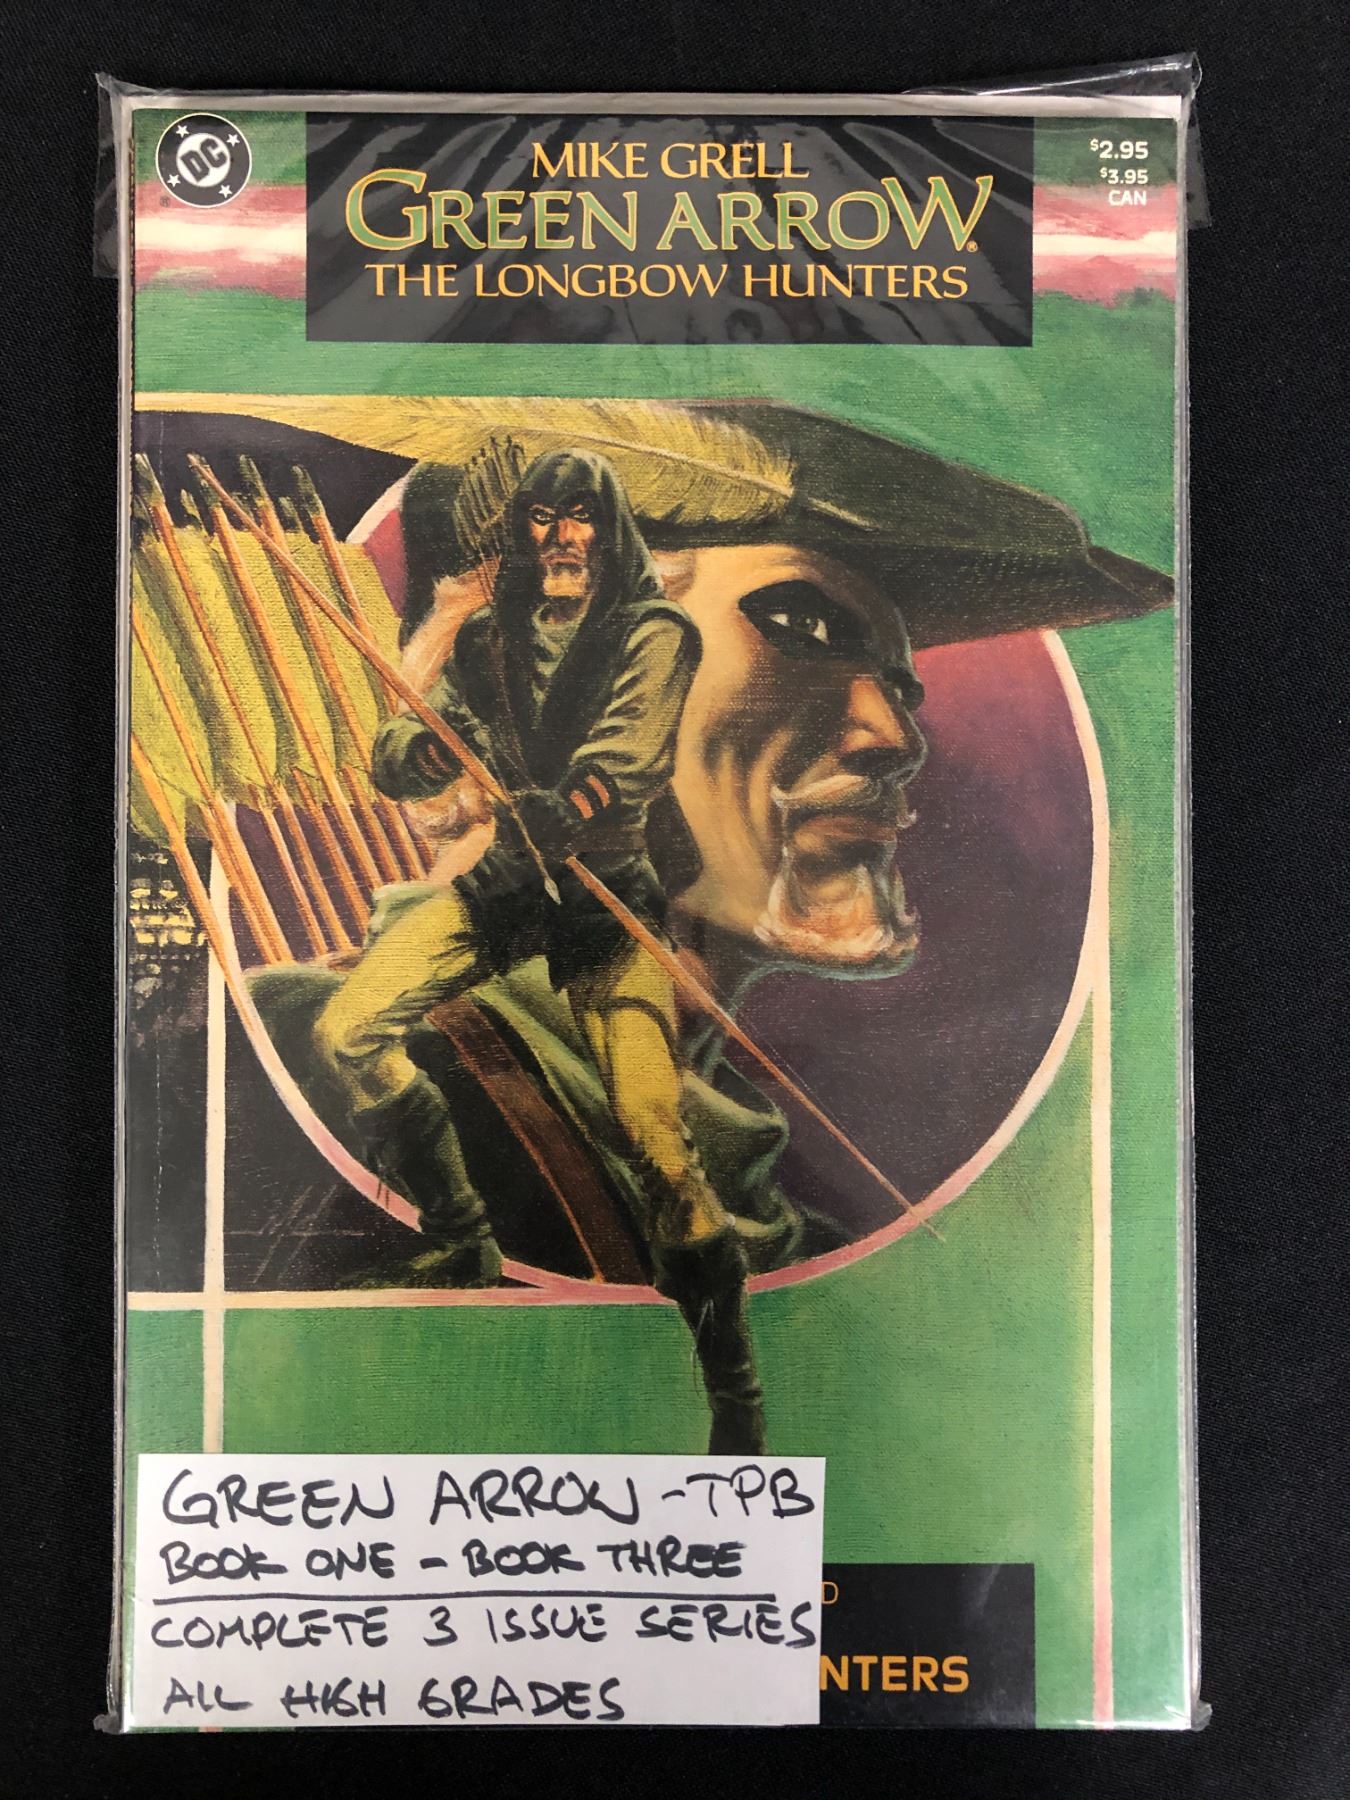 DC
®
MIKE GRELL
$2.95
GREEN ARROW®
$3.95
CAN
THE LONGBOW HUNTERS
GREEN ARROW - TPB
BOOK ONE - BOOK THREE
COMPLETE 3 ISSUE SERIES
ALL HIGH GRADES
D
NTERS